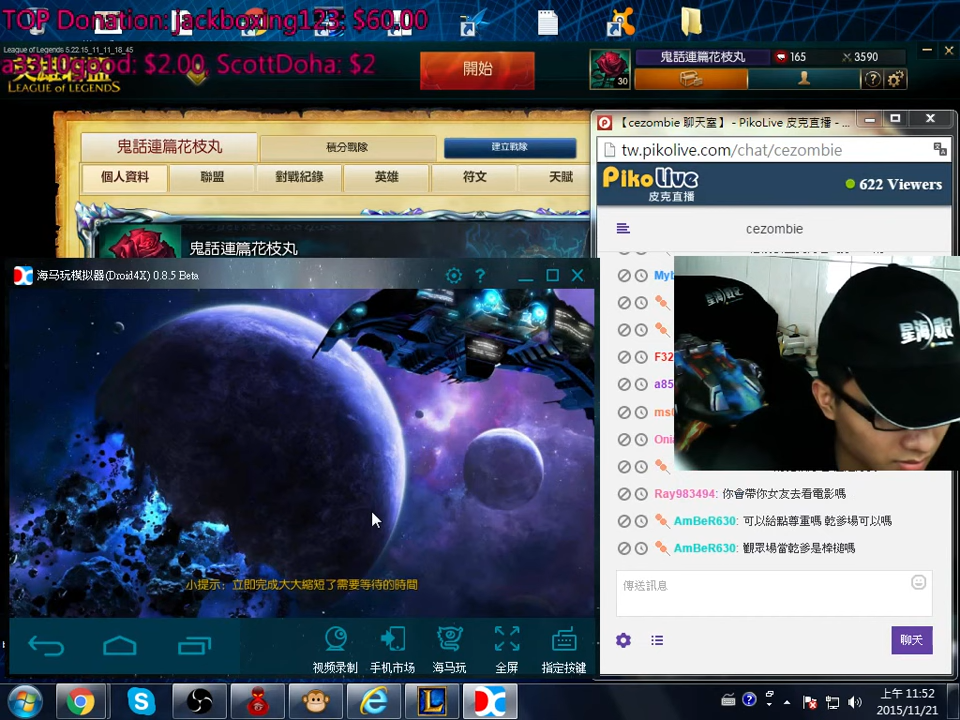 TOP Donation: jackboxing123: $60.00
League of Legends 5.22.15_11_11_18_45
a3310good: $2.00, ScottDoha: $2
LEAGUE OF LEGENDS
開始
30
鬼話連篇花枝丸
165
3590
鬼話連篇花枝丸
積分戰隊
建立戰隊
個人資料
聯盟
對戰紀錄
英雄
符文
天賦
鬼話連篇花枝丸
【cezombie 聊天室】 - PikoLive 皮克直播 - ...
tw.pikolive.com/chat/cezombie
PikoLive
皮克直播
622 Viewers
cezombie
F32
a85
Ray983494: 你會帶你女友去看電影嗎
AmBeR630: 可以給點尊重嗎 乾爹場可以嗎
AmBeR630: 觀眾場當乾爹是棒槌嗎
傳送訊息
聊天
海马玩模拟器(Droid4X) 0.8.5 Beta
小提示: 立即完成大大縮短了需要等待的時間
视频录制
手机市场
海马玩
全屏
指定按键
上午 11:52
2015/11/21